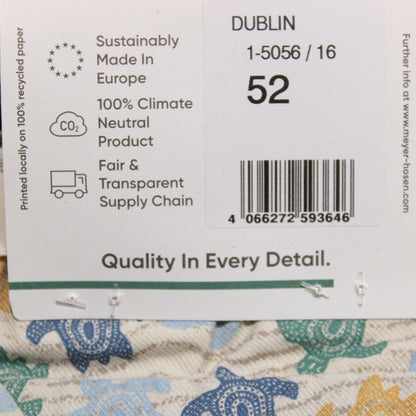 Printed locally on 100% recycled paper
Sustainably
Made In
Europe
CO2
100% Climate
Neutral
Product
Fair &
Transparent
Supply Chain
DUBLIN
1-5056 / 16
52
4 066272 593646
Further info at www.meyer-hosen.com
Quality In Every Detail.